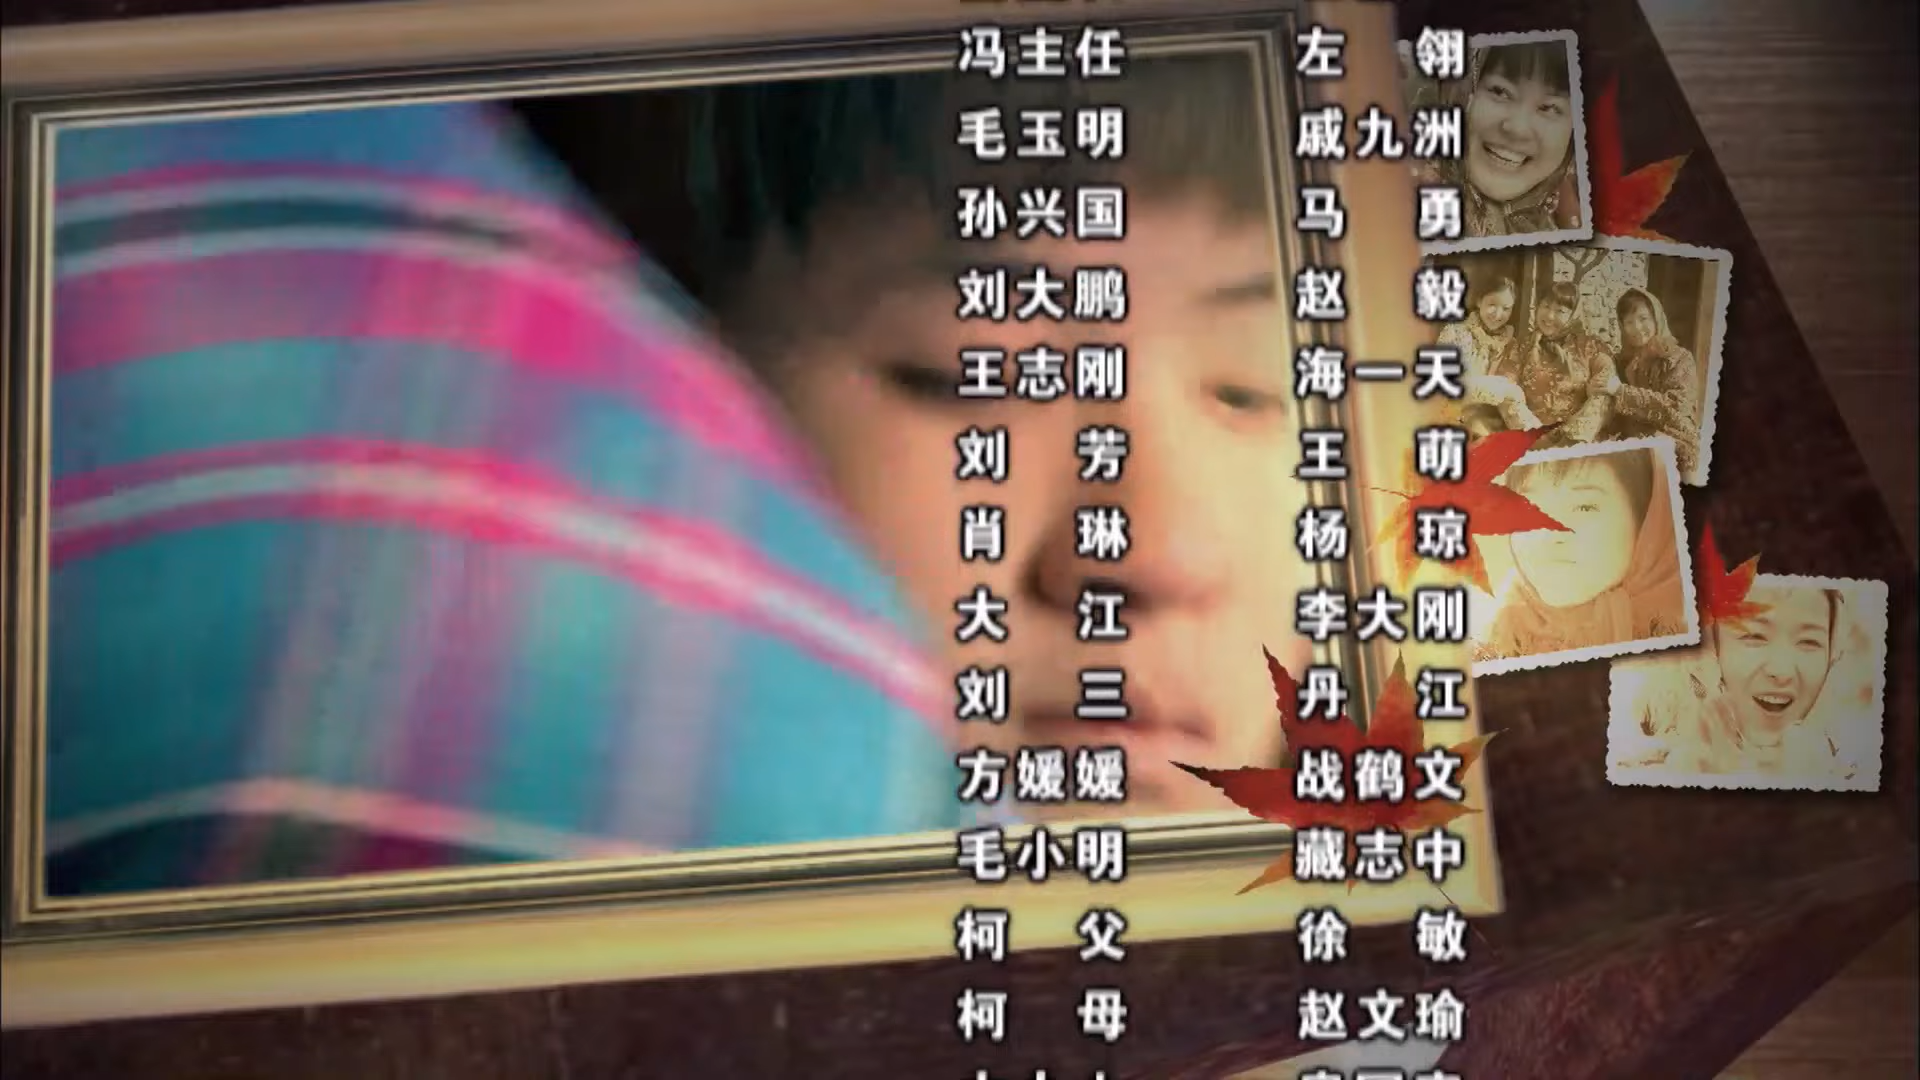 冯主任 左翎
毛玉明 戚九洲
孙兴国 马勇
刘大鹏 赵毅
王志刚 海一天
刘芳 王萌
肖琳 杨琼
大江 李大刚
刘三 丹江
方媛媛 战鹤文
毛小明 藏志中
柯父 徐敏
柯母 赵文瑜